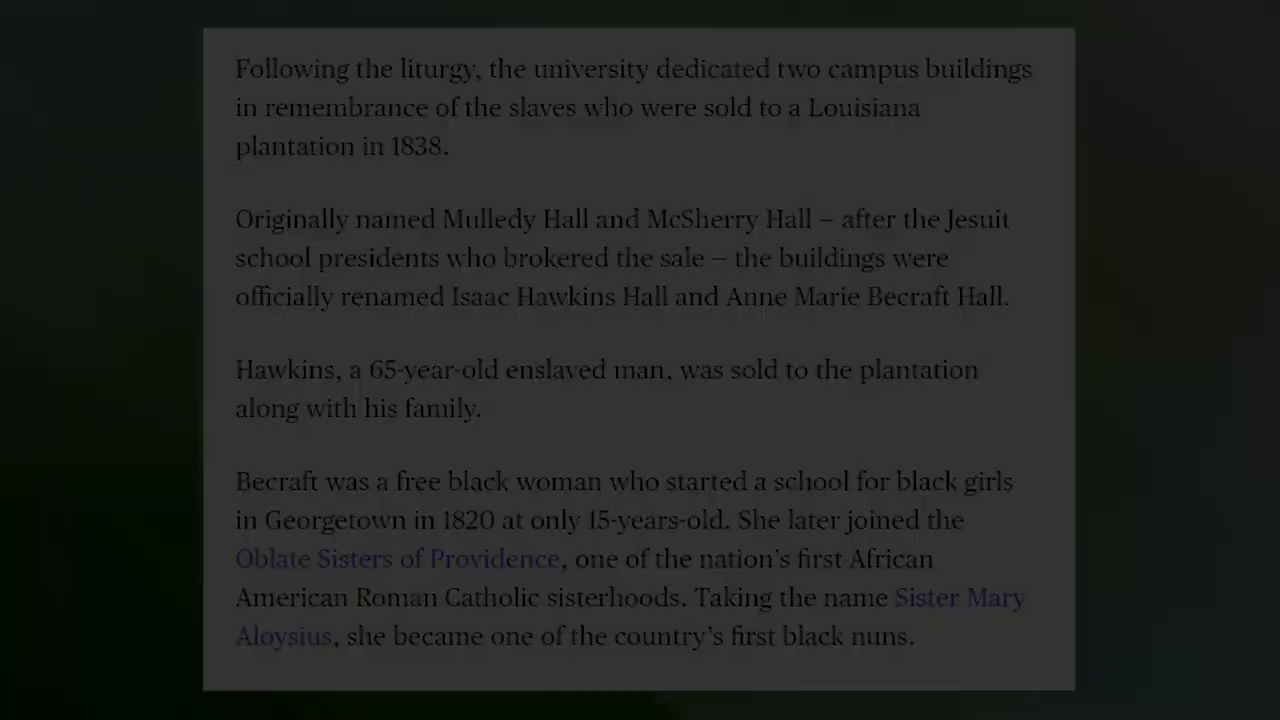 Following the liturgy, the university dedicated two campus buildings
in remembrance of the slaves who were sold to a Louisiana
plantation in 1838.
Originally named Mulledy Hall and McSherry Hall – after the Jesuit
school presidents who brokered the sale – the buildings were
officially renamed Isaac Hawkins Hall and Anne Marie Becraft Hall.
Hawkins, a 65-year-old enslaved man, was sold to the plantation
along with his family.
Becraft was a free black woman who started a school for black girls
in Georgetown in 1820 at only 15-years-old. She later joined the
Oblate Sisters of Providence, one of the nation's first African
American Roman Catholic sisterhoods. Taking the name Sister Mary
Aloysius, she became one of the country's first black nuns.